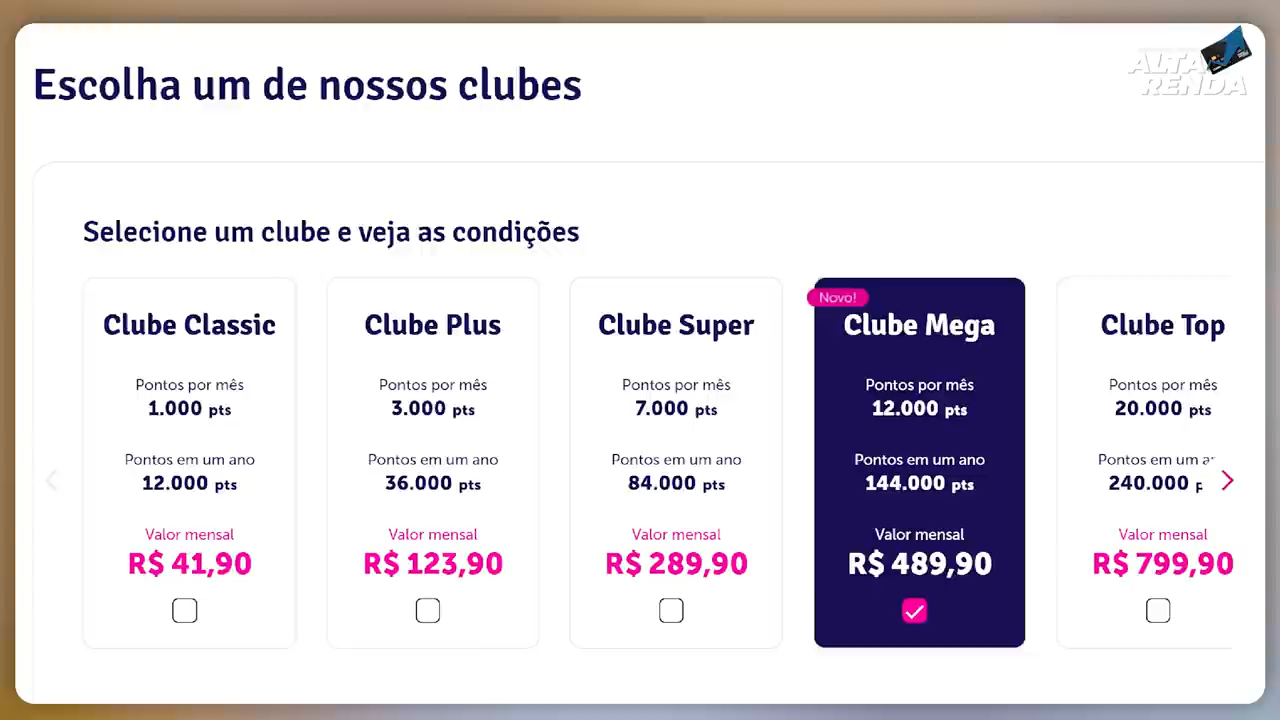 Escolha um de nossos clubes
ALTA
RENDA
Selecione um clube e veja as condições
Clube Classic
Pontos por mês
1.000 pts
Pontos em um ano
12.000 pts
Valor mensal
R$ 41,90
Clube Plus
Pontos por mês
3.000 pts
Pontos em um ano
36.000 pts
Valor mensal
R$ 123,90
Clube Super
Pontos por mês
7.000 pts
Pontos em um ano
84.000 pts
Valor mensal
R$ 289,90
Novo!
Clube Mega
Pontos por mês
12.000 pts
Pontos em um ano
144.000 pts
Valor mensal
R$ 489,90
Clube Top
Pontos por mês
20.000 pts
Pontos em um
240.000
Valor mensal
R$ 799,90